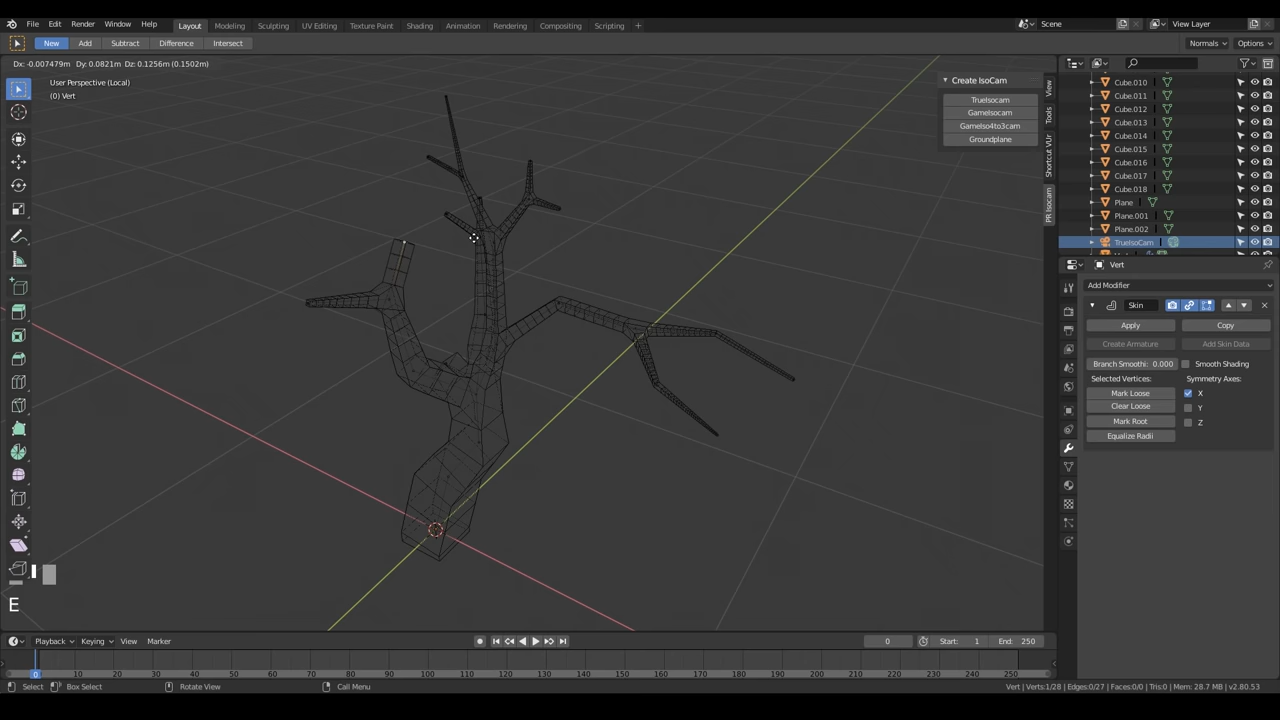 File Edit Render Window Help Layout Modeling Sculpting UV Editing Texture Paint Shading Animation Rendering Compositing Scripting + Scene View Layer
New Add Subtract Difference Intersect Normals Options
Dx: -0.007479m Dy: 0.0821m Dz: 0.1256m (0.1502m)
User Perspective (Local)
(0) Vert
Create IsoCam
TrueIsocam
GameIsocam
GameIso4to3cam
Groundplane
View
Tools
Shortcut VUr
PR Isocam
Cube.010
Cube.011
Cube.012
Cube.013
Cube.014
Cube.015
Cube.016
Cube.017
Cube.018
Plane
Plane.001
Plane.002
TrueIsoCam
Vert
Add Modifier
Skin
Apply Copy
Create Armature Add Skin Data
Branch Smoothi: 0.000 Smooth Shading
Selected Vertices: Symmetry Axes:
Mark Loose X
Clear Loose Y
Mark Root Z
Equalize Radii
E
Playback Keying View Marker 0 Start: 1 End: 250
0 10 20 30 40 50 60 70 80 90 100 110 120 130 140 150 160 170 180 190 200 210 220 230 240 250
Select Box Select Rotate View Call Menu Vert | Verts:1/28 | Edges:0/27 | Faces:0/0 | Tris:0 | Mem: 28.7 MB | v2.80.53